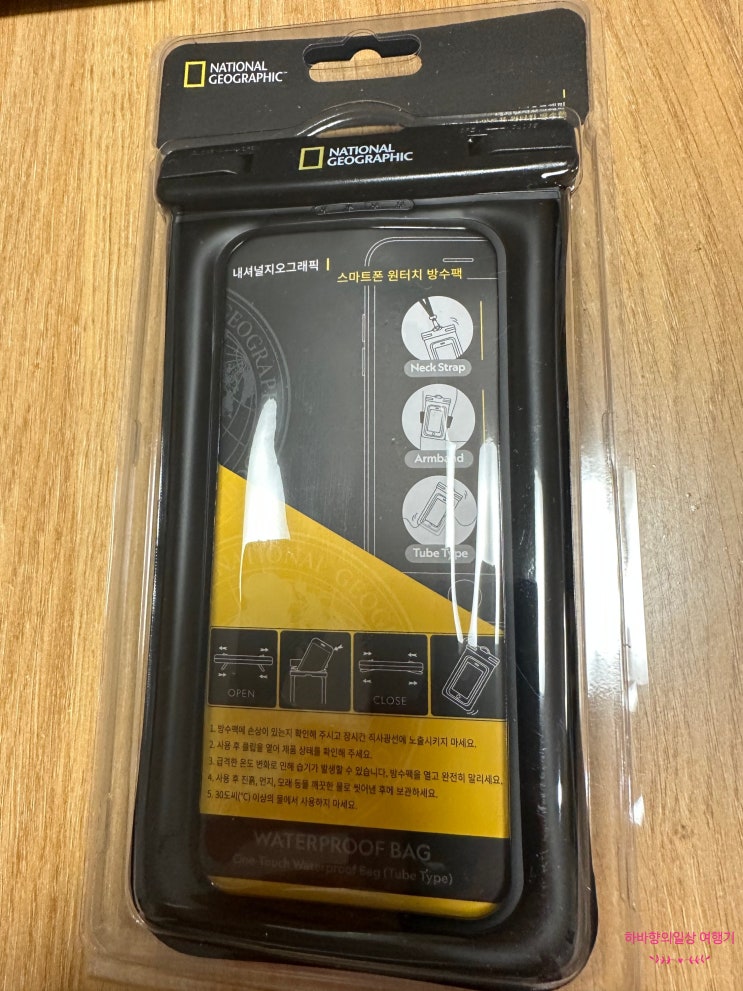 NATIONAL
GEOGRAPHIC
NATIONAL
GEOGRAPHIC
내셔널지오그래픽
스마트폰 원터치 방수팩
Neck Strap
Armband
Tube Type
NATIONAL GEOG
OPEN
CLOSE
1. 방수팩에 손상이 있는지 확인해 주시고 장시간 직사광선에 노출시키지 마세요.
2. 사용 후 클립을 열어 제품 상태를 확인해 주세요.
3. 급격한 온도 변화로 인해 습기가 발생할 수 있습니다. 방수팩을 열고 완전히 말리세요.
4. 사용 후 진흙, 먼지, 모래 등을 깨끗한 물로 씻어낸 후에 보관하세요.
5. 30도씨(℃) 이상의 물에서 사용하지 마세요.
WATERPROOF BAG
One-Touch Waterproof Bag (Tube Type)
하바향의일상 여행기